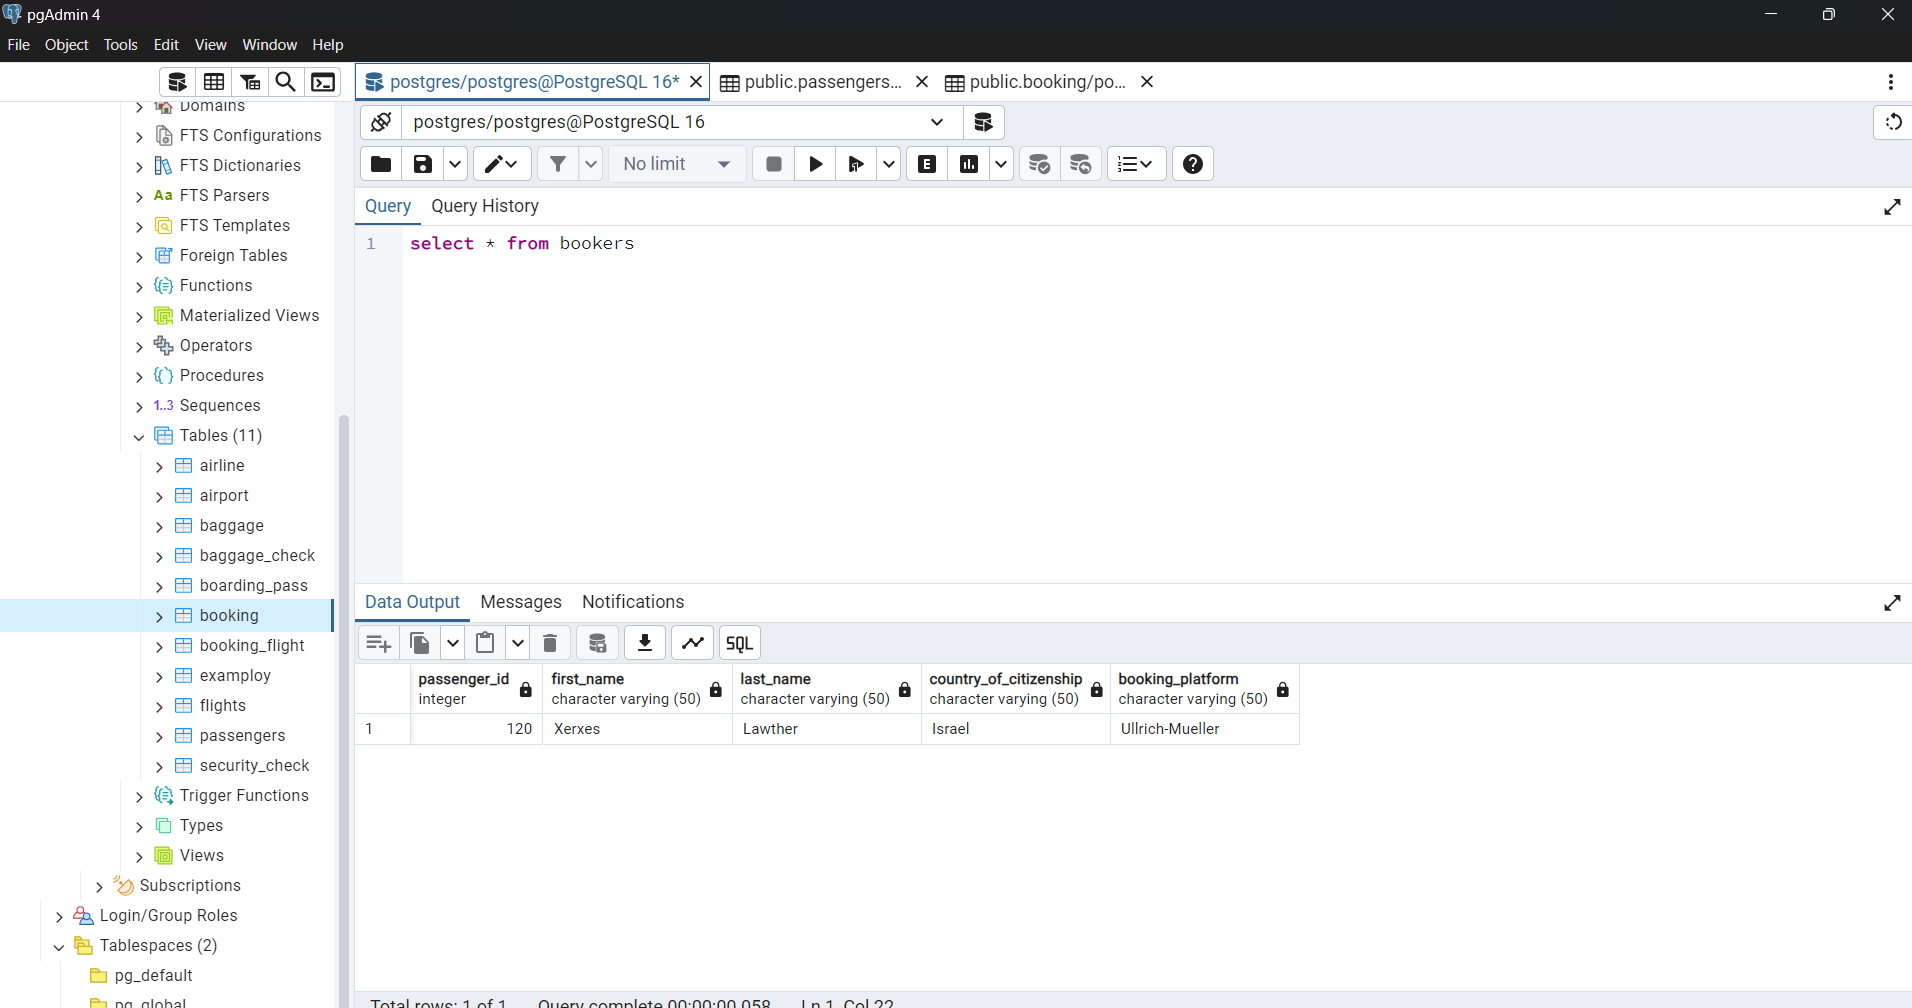 pgAdmin 4
File Object Tools Edit View Window Help
postgres/postgres@PostgreSQL 16* public.passengers... public.booking/po...
postgres/postgres@PostgreSQL 16
No limit
E
Query Query History
1 select * from bookers
Domains
FTS Configurations
FTS Dictionaries
Aa FTS Parsers
FTS Templates
Foreign Tables
Functions
Materialized Views
Operators
Procedures
1..3 Sequences
Tables (11)
airline
airport
baggage
baggage_check
boarding_pass
booking
booking_flight
examploy
flights
passengers
security_check
Trigger Functions
Types
Views
Subscriptions
Login/Group Roles
Tablespaces (2)
pg_default
pg_global
Data Output Messages Notifications
SQL
passenger_id first_name last_name country_of_citizenship booking_platform
integer character varying (50) character varying (50) character varying (50) character varying (50)
1 120 Xerxes Lawther Israel Ullrich-Mueller
Total rows: 1 of 1 Query complete 00:00:00.058 Ln 1, Col 22